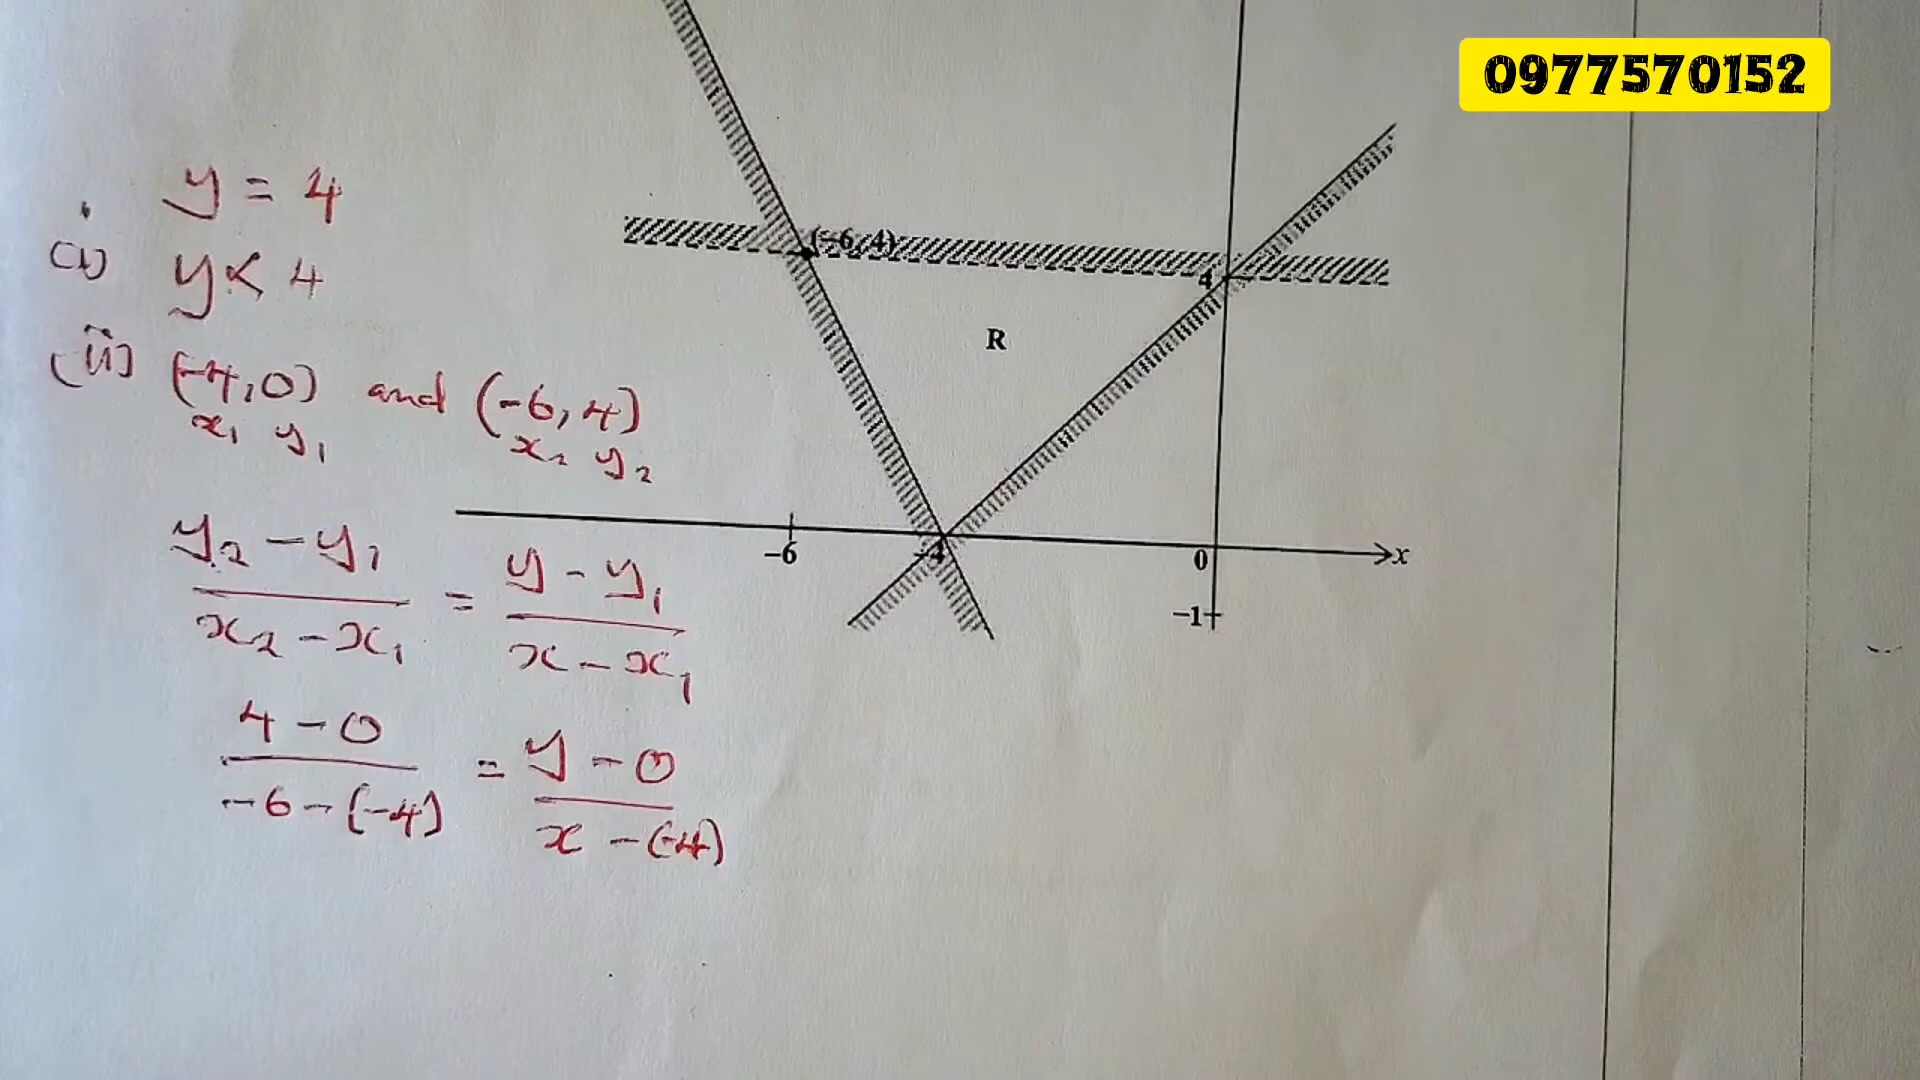 0977570152
y = 4
(i) y < 4
(ii) (-4,0) and (-6,4)
x₁ y₁ x₂ y₂
y₂ - y₁ / x₂ - x₁ = y - y₁ / x - x₁
4 - 0 / -6 - (-4) = y - 0 / x - (-4)
(−6, 4)
4
R
−6
−4
0
x
−1